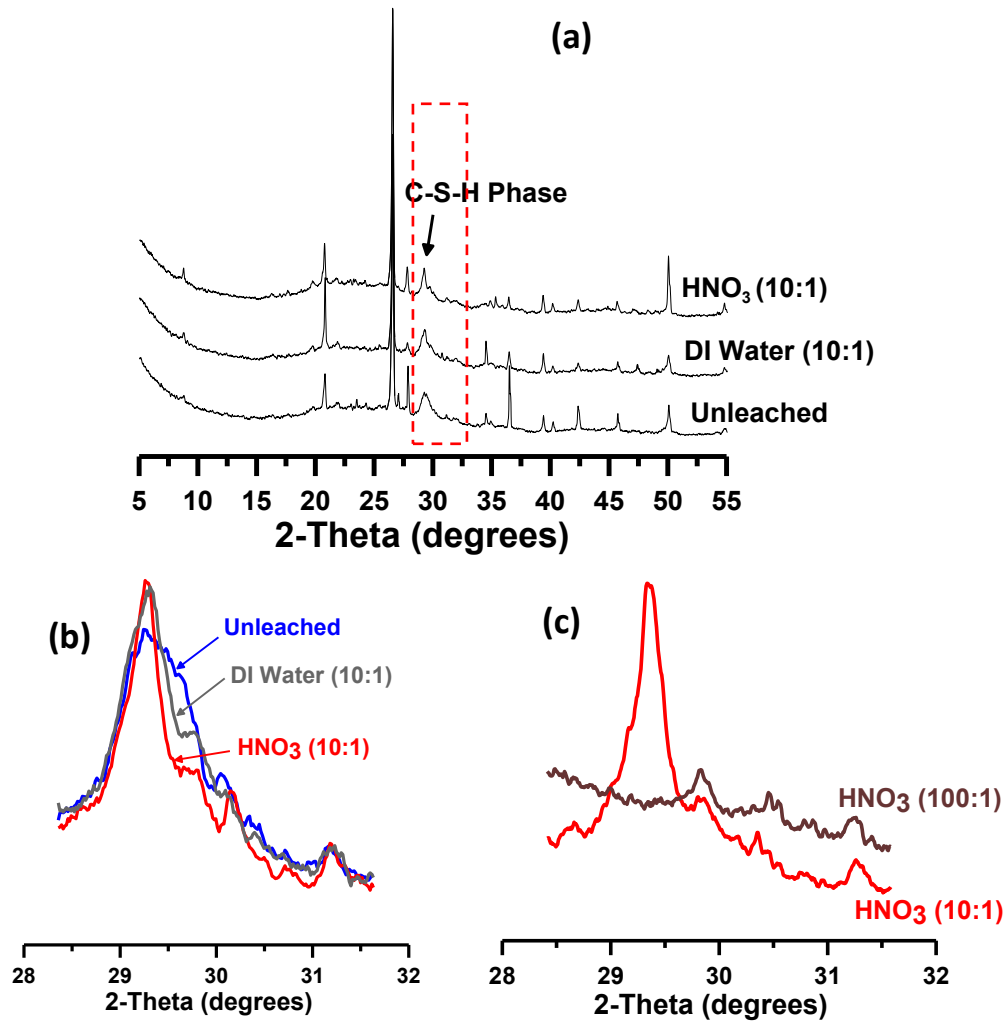 (a)
C-S-H Phase
HNO₃ (10:1)
DI Water (10:1)
Unleached
5 10 15 20 25 30 35 40 45 50 55
2-Theta (degrees)
(b)
Unleached
DI Water (10:1)
HNO₃ (10:1)
28 29 30 31 32
2-Theta (degrees)
(c)
HNO₃ (100:1)
HNO₃ (10:1)
28 29 30 31 32
2-Theta (degrees)